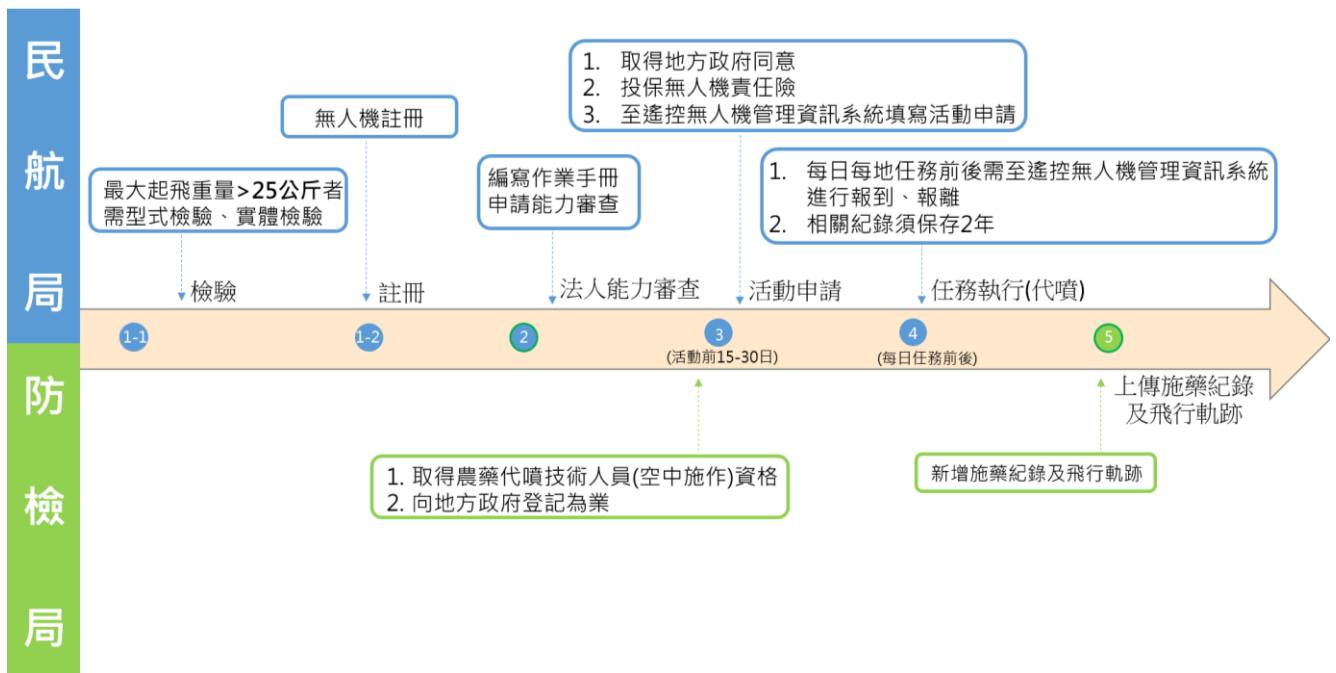 民航局
防檢局
1. 取得地方政府同意
2. 投保無人機責任險
3. 至遙控無人機管理資訊系統填寫活動申請
無人機註冊
最大起飛重量>25公斤者
需型式檢驗、實體檢驗
編寫作業手冊
申請能力審查
1. 每日每地任務前後需至遙控無人機管理資訊系統
進行報到、報離
2. 相關紀錄須保存2年
檢驗
註冊
法人能力審查
活動申請
任務執行(代噴)
1-1
1-2
2
3
(活動前15-30日)
4
(每日任務前後)
5
上傳施藥紀錄
及飛行軌跡
1. 取得農藥代噴技術人員(空中施作)資格
2. 向地方政府登記為業
新增施藥紀錄及飛行軌跡